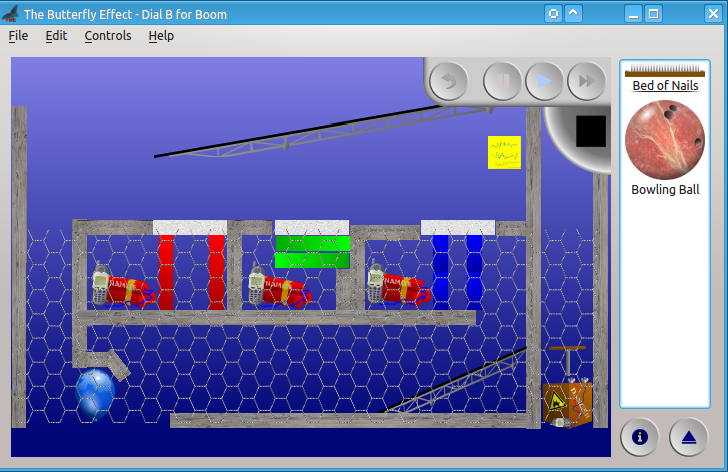 The Butterfly Effect - Dial B for Boom
File Edit Controls Help
Bed of Nails
Bowling Ball